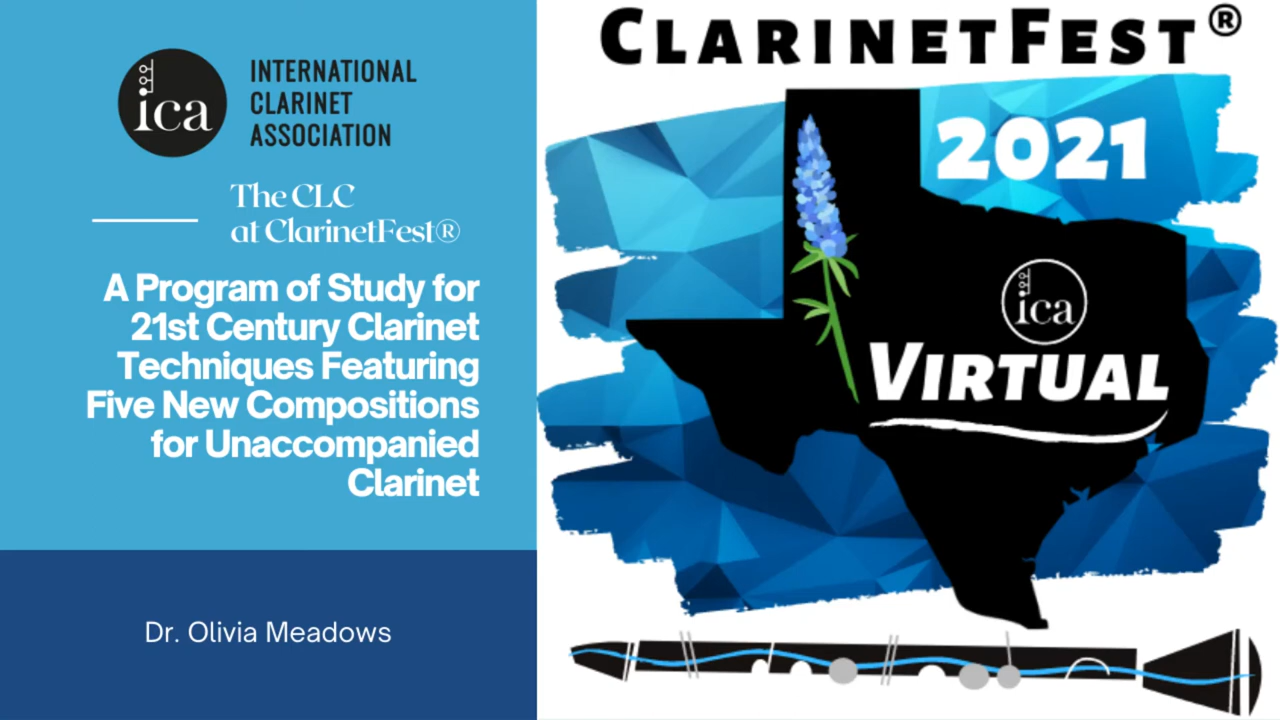 ica
INTERNATIONAL
CLARINET
ASSOCIATION
The CLC
at ClarinetFest®
A Program of Study for
21st Century Clarinet
Techniques Featuring
Five New Compositions
for Unaccompanied
Clarinet
Dr. Olivia Meadows
CLARINETFEST®
2021
ica
VIRTUAL